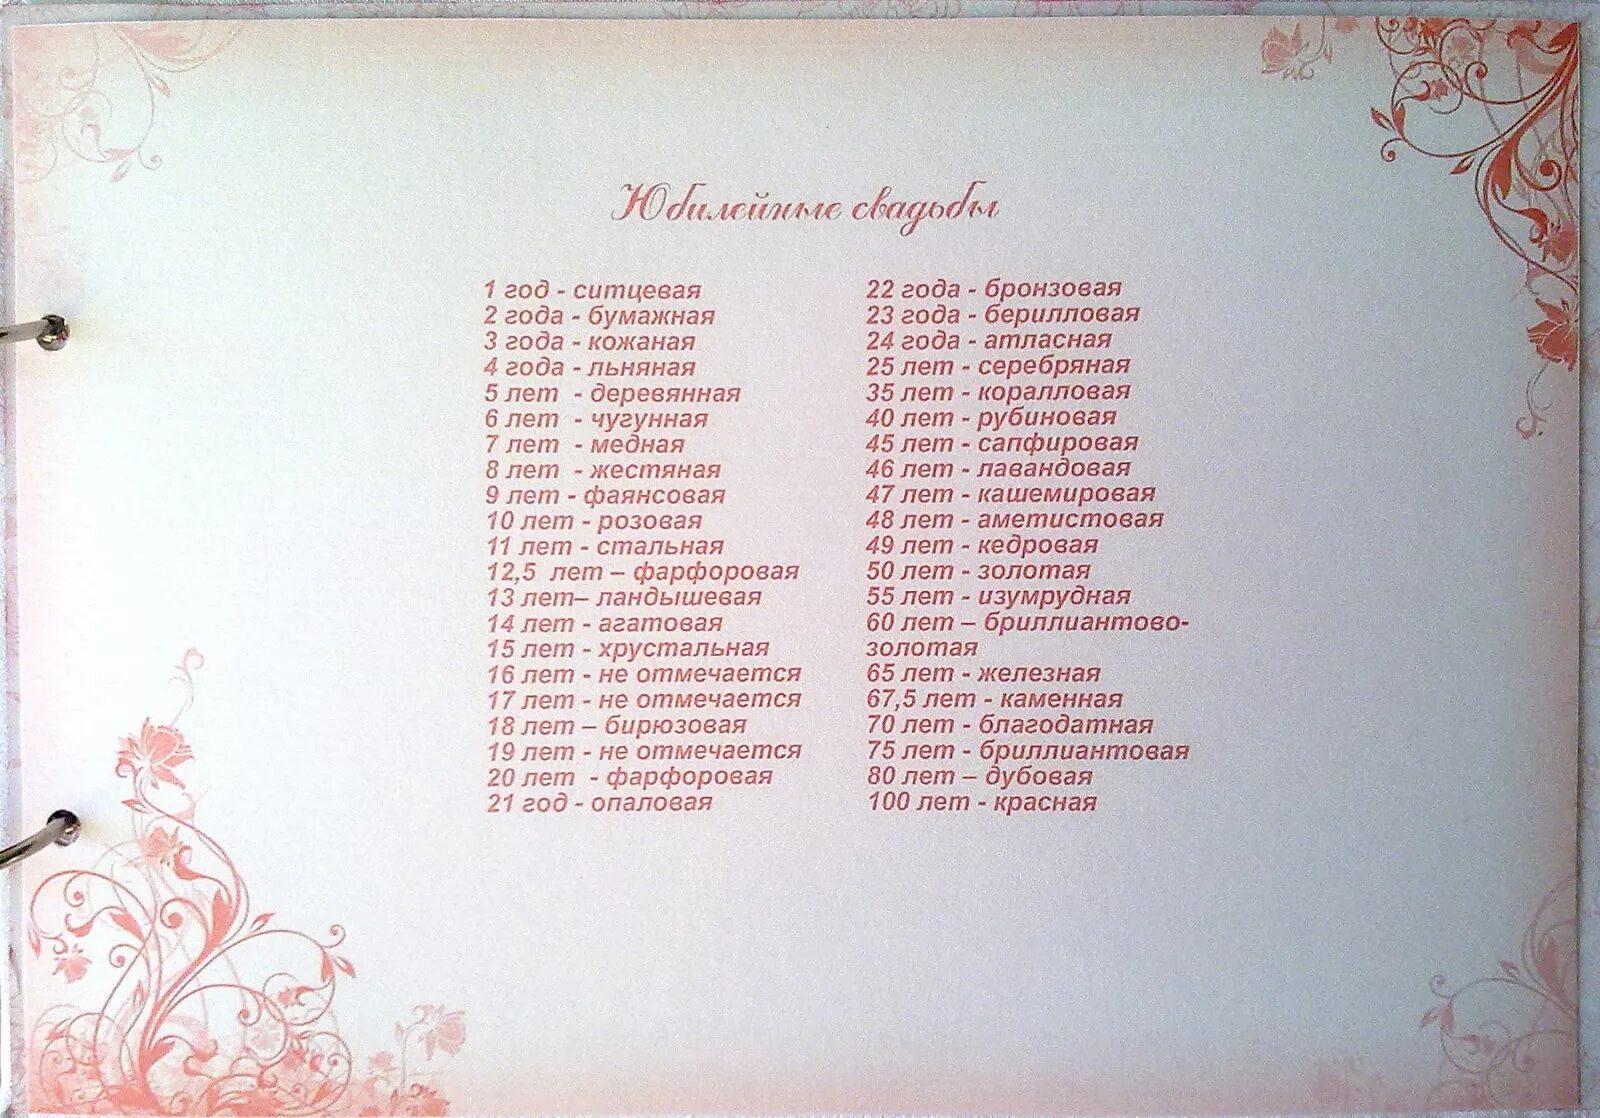 Юбилейные свадьбы
1 год - ситцевая
2 года - бумажная
3 года - кожаная
4 года - льняная
5 лет - деревянная
6 лет - чугунная
7 лет - медная
8 лет - жестяная
9 лет - фаянсовая
10 лет - розовая
11 лет - стальная
12,5 лет – фарфоровая
13 лет– ландышевая
14 лет - агатовая
15 лет - хрустальная
16 лет - не отмечается
17 лет - не отмечается
18 лет – бирюзовая
19 лет - не отмечается
20 лет - фарфоровая
21 год - опаловая
22 года - бронзовая
23 года - берилловая
24 года - атласная
25 лет - серебряная
35 лет - коралловая
40 лет - рубиновая
45 лет - сапфировая
46 лет - лавандовая
47 лет - кашемировая
48 лет - аметистовая
49 лет - кедровая
50 лет - золотая
55 лет - изумрудная
60 лет – бриллиантово-
золотая
65 лет - железная
67,5 лет - каменная
70 лет - благодатная
75 лет - бриллиантовая
80 лет – дубовая
100 лет - красная